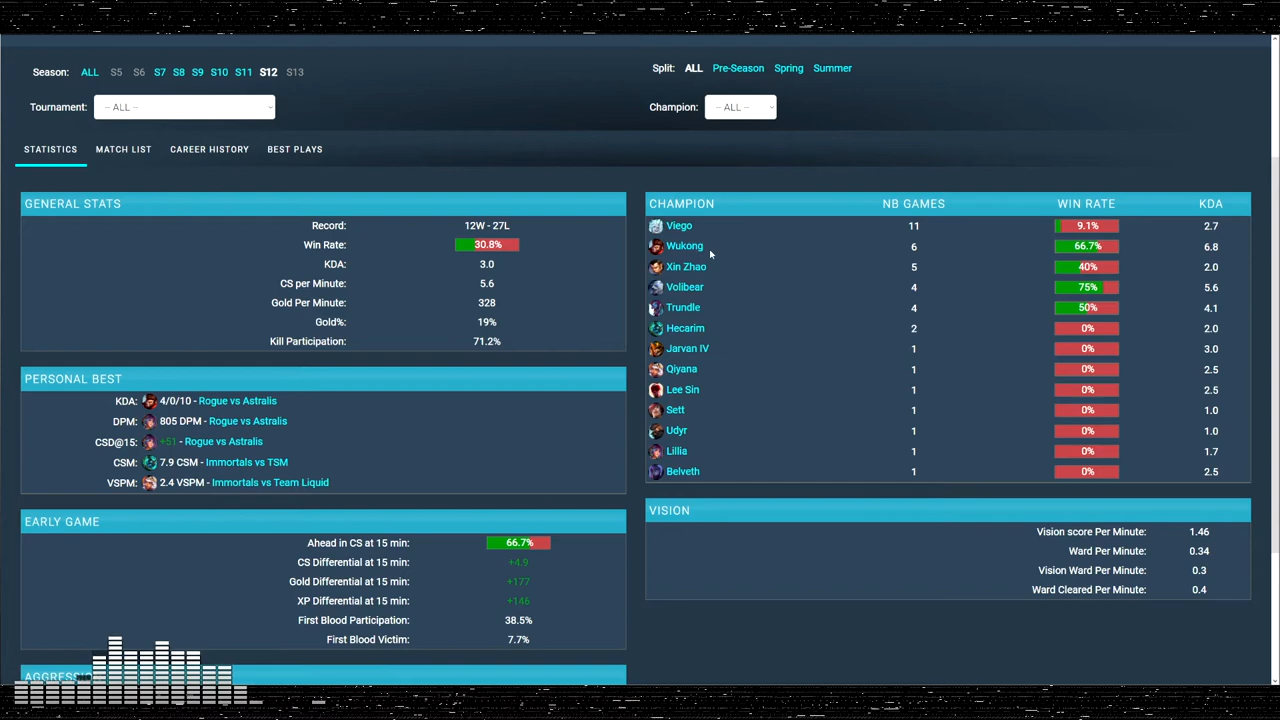 Season: ALL S5 S6 S7 S8 S9 S10 S11 S12 S13
Split: ALL Pre-Season Spring Summer
Tournament: -- ALL --
Champion: -- ALL --
STATISTICS MATCH LIST CAREER HISTORY BEST PLAYS
GENERAL STATS
Record: 12W - 27L
Win Rate: 30.8%
KDA: 3.0
CS per Minute: 5.6
Gold Per Minute: 328
Gold%: 19%
Kill Participation: 71.2%
PERSONAL BEST
KDA: 4/0/10 - Rogue vs Astralis
DPM: 805 DPM - Rogue vs Astralis
CSD@15: +51 - Rogue vs Astralis
CSM: 7.9 CSM - Immortals vs TSM
VSPM: 2.4 VSPM - Immortals vs Team Liquid
EARLY GAME
Ahead in CS at 15 min: 66.7%
CS Differential at 15 min: +4.9
Gold Differential at 15 min: +177
XP Differential at 15 min: +146
First Blood Participation: 38.5%
First Blood Victim: 7.7%
CHAMPION NB GAMES WIN RATE KDA
Viego 11 9.1% 2.7
Wukong 6 66.7% 6.8
Xin Zhao 5 40% 2.0
Volibear 4 75% 5.6
Trundle 4 50% 4.1
Hecarim 2 0% 2.0
Jarvan IV 1 0% 3.0
Qiyana 1 0% 2.5
Lee Sin 1 0% 2.5
Sett 1 0% 1.0
Udyr 1 0% 1.0
Lillia 1 0% 1.7
Belveth 1 0% 2.5
VISION
Vision score Per Minute: 1.46
Ward Per Minute: 0.34
Vision Ward Per Minute: 0.3
Ward Cleared Per Minute: 0.4